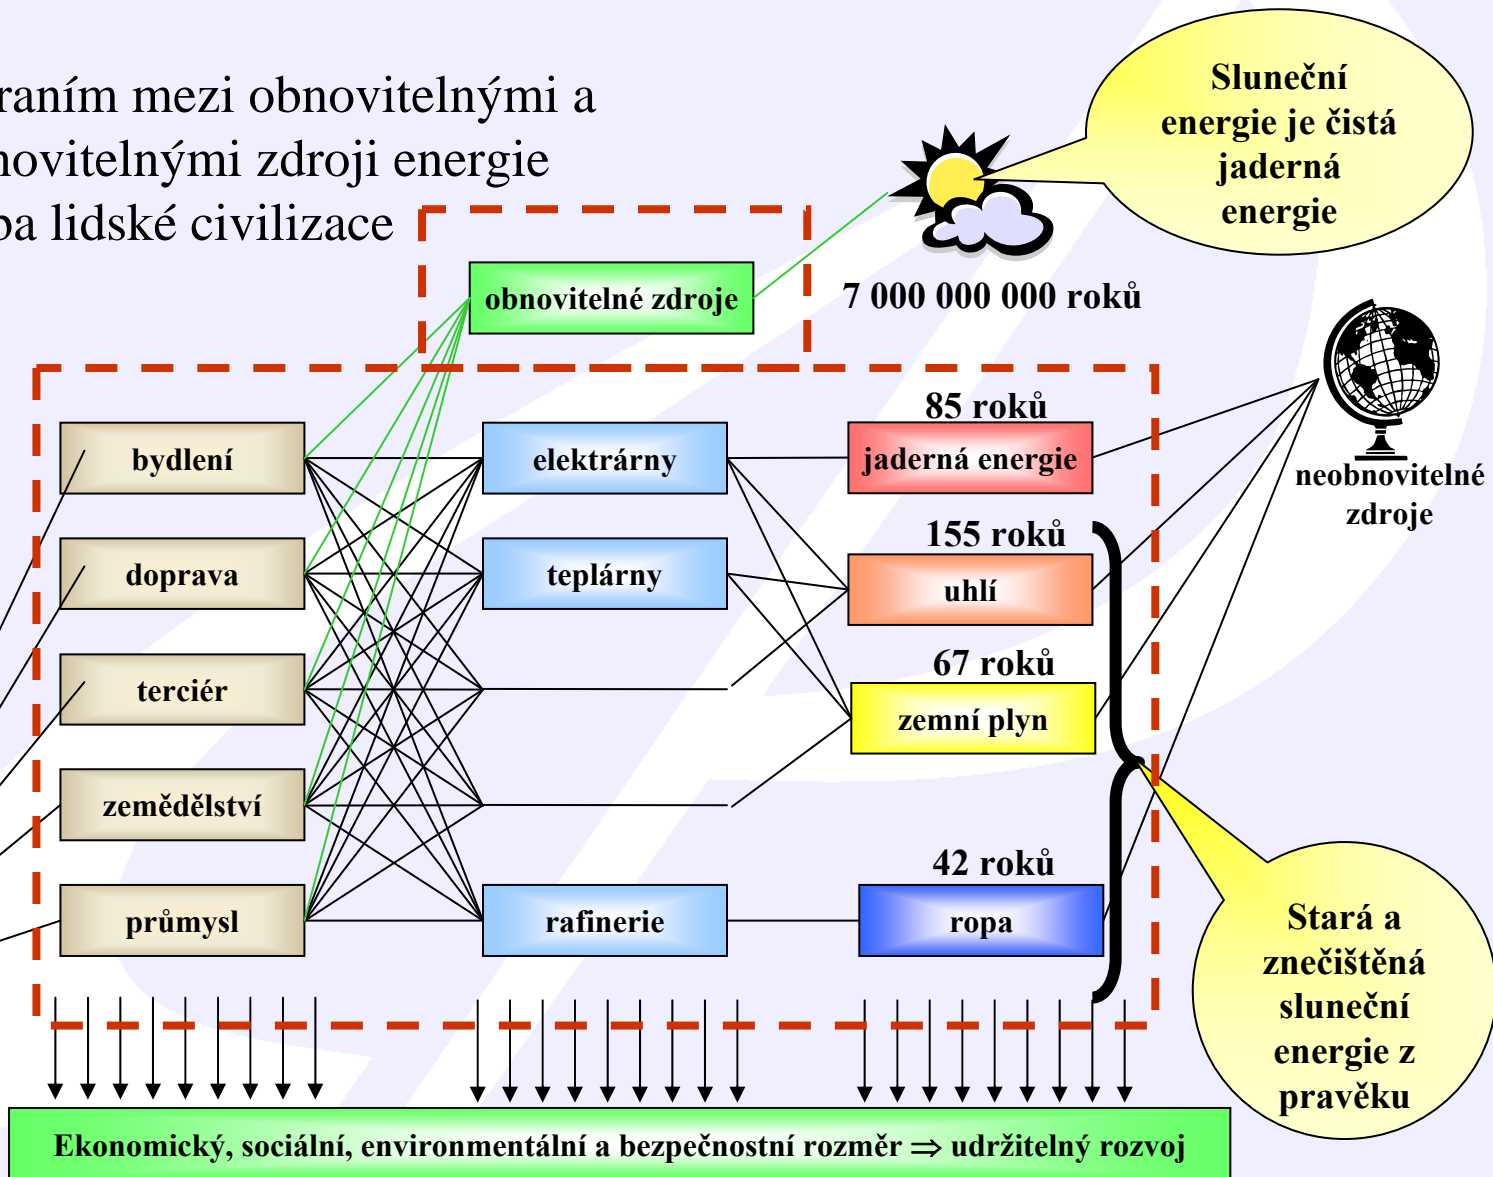 raním mezi obnovitelnými a
novitelnými zdroji energie
ba lidské civilizace
Sluneční
energie je čistá
jaderná
energie
obnovitelné zdroje
7 000 000 000 roků
neobnovitelné
zdroje
85 roků
bydlení
elektrárny
jaderná energie
155 roků
doprava
teplárny
uhlí
67 roků
terciér
zemní plyn
zemědělství
42 roků
průmysl
rafinerie
ropa
Stará a
znečištěná
sluneční
energie z
pravěku
Ekonomický, sociální, environmentální a bezpečnostní rozměr ⇒ udržitelný rozvoj